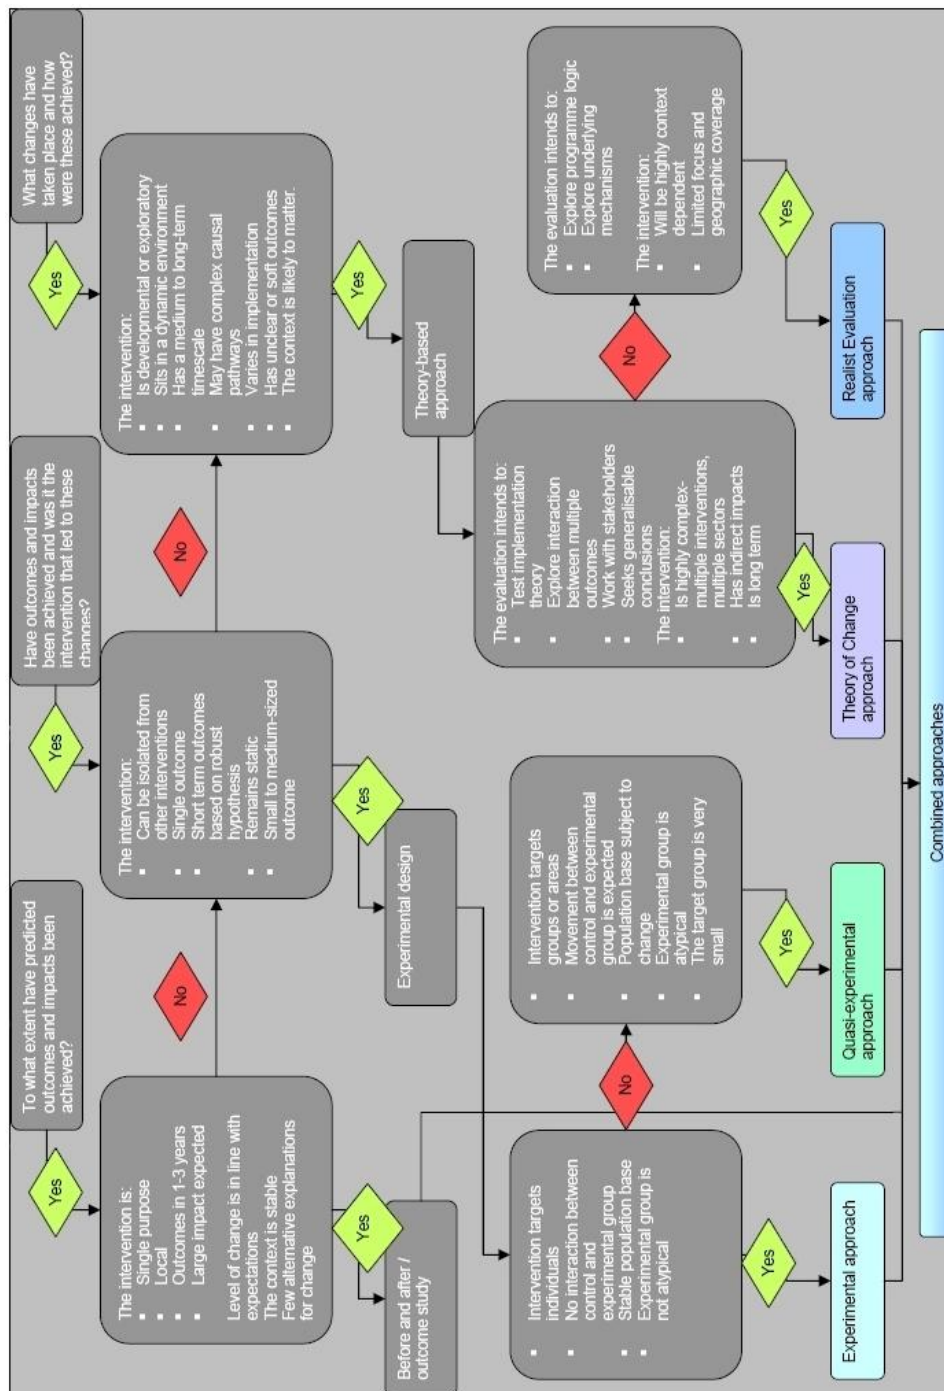 To what extent have predicted
outcomes and impacts been
achieved?
Yes
The intervention is:
▪ Single purpose
▪ Local
▪ Outcomes in 1-3 years
▪ Large impact expected
Level of change is in line with
expectations
The context is stable
Few alternative explanations
for change
Yes
Before and after /
outcome study
No
Have outcomes and impacts
been achieved and was it the
intervention that led to these
changes?
Yes
The intervention:
▪ Can be isolated from
other interventions
▪ Single outcome
▪ Short term outcomes
based on robust
hypothesis
▪ Remains static
▪ Small to medium-sized
outcome
Yes
Experimental design
No
What changes have
taken place and how
were these achieved?
Yes
The intervention:
▪ Is developmental or exploratory
▪ Sits in a dynamic environment
▪ Has a medium to long-term
timescale
▪ May have complex causal
pathways
▪ Varies in implementation
▪ Has unclear or soft outcomes
▪ The context is likely to matter.
Yes
Theory-based
approach
▪ Intervention targets
individuals
▪ No interaction between
control and
experimental group
▪ Stable population base
▪ Experimental group is
not atypical
Yes
Experimental approach
No
▪ Intervention targets
groups or areas
▪ Movement between
control and experimental
group is expected
▪ Population base subject to
change
▪ Experimental group is
atypical
▪ The target group is very
small
Yes
Quasi-experimental
approach
The evaluation intends to:
▪ Test implementation
theory
▪ Explore interaction
between multiple
outcomes
▪ Work with stakeholders
▪ Seeks generalisable
conclusions
The intervention:
▪ Is highly complex-
multiple interventions,
multiple sectors
▪ Has indirect impacts
▪ Is long term
Yes
Theory of Change
approach
No
The evaluation intends to:
▪ Explore programme logic
▪ Explore underlying
mechanisms
The intervention:
▪ Will be highly context
dependent
▪ Limited focus and
geographic coverage
Yes
Realist Evaluation
approach
Combined approaches